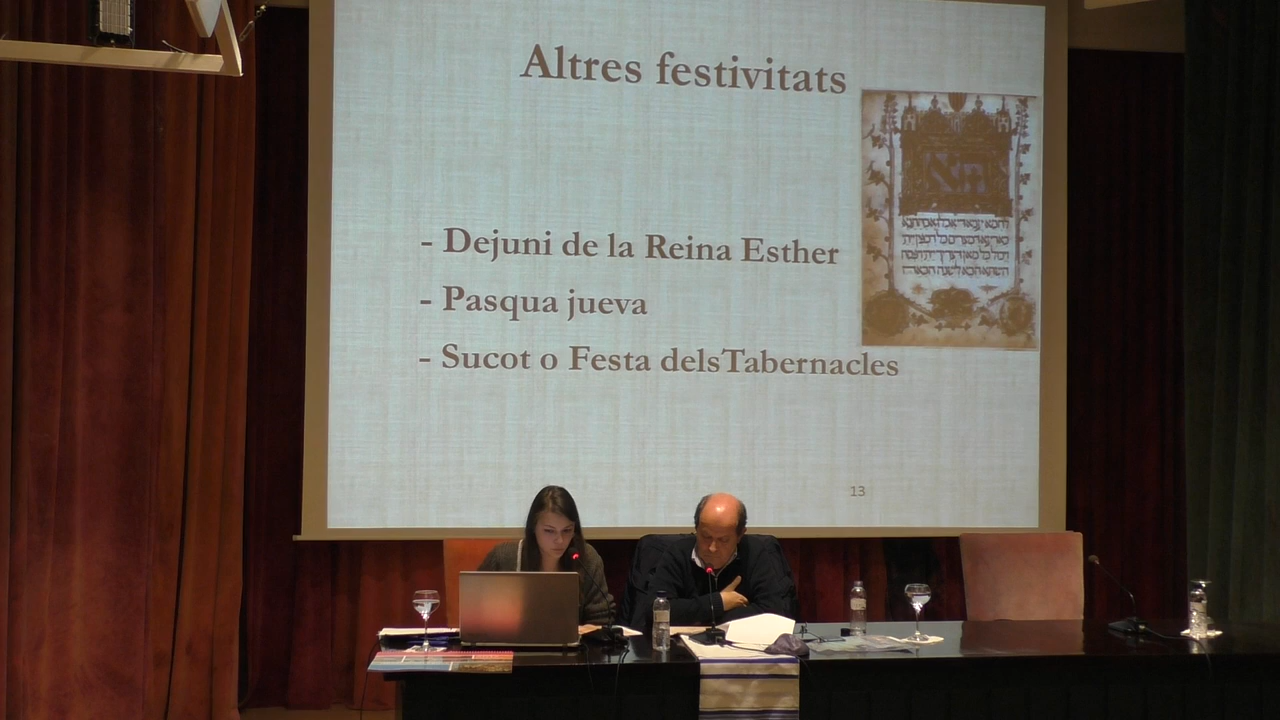 Altres festivitats
- Dejuni de la Reina Esther
- Pasqua jueva
- Sucot o Festa delsTabernacles
13